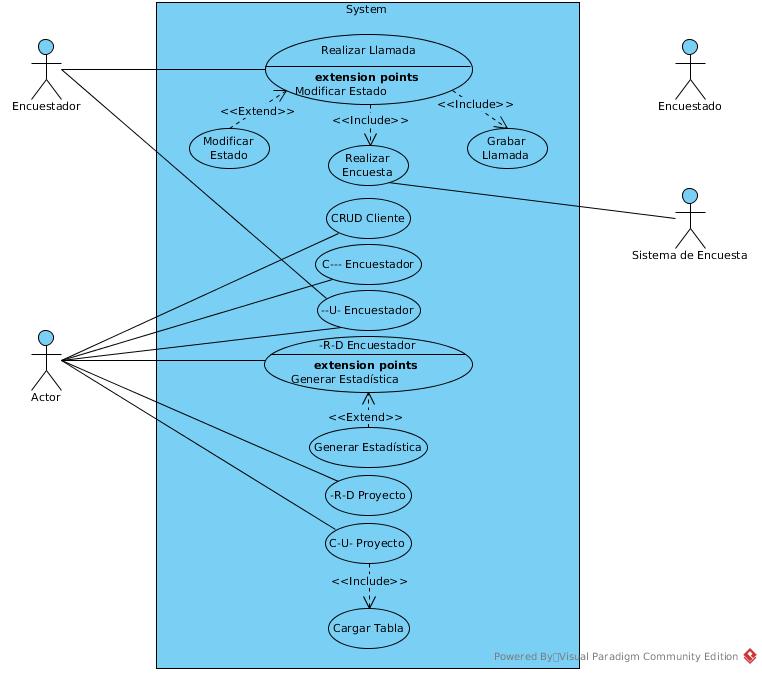 System
Realizar Llamada
extension points
Modificar Estado
Encuestador
Encuestado
<<Extend>>
<<Include>>
<<Include>>
Modificar
Estado
Realizar
Encuesta
Grabar
Llamada
CRUD Cliente
Sistema de Encuesta
C--- Encuestador
--U- Encuestador
-R-D Encuestador
extension points
Generar Estadística
Actor
<<Extend>>
Generar Estadística
-R-D Proyecto
C-U- Proyecto
<<Include>>
Cargar Tabla
Powered By Visual Paradigm Community Edition